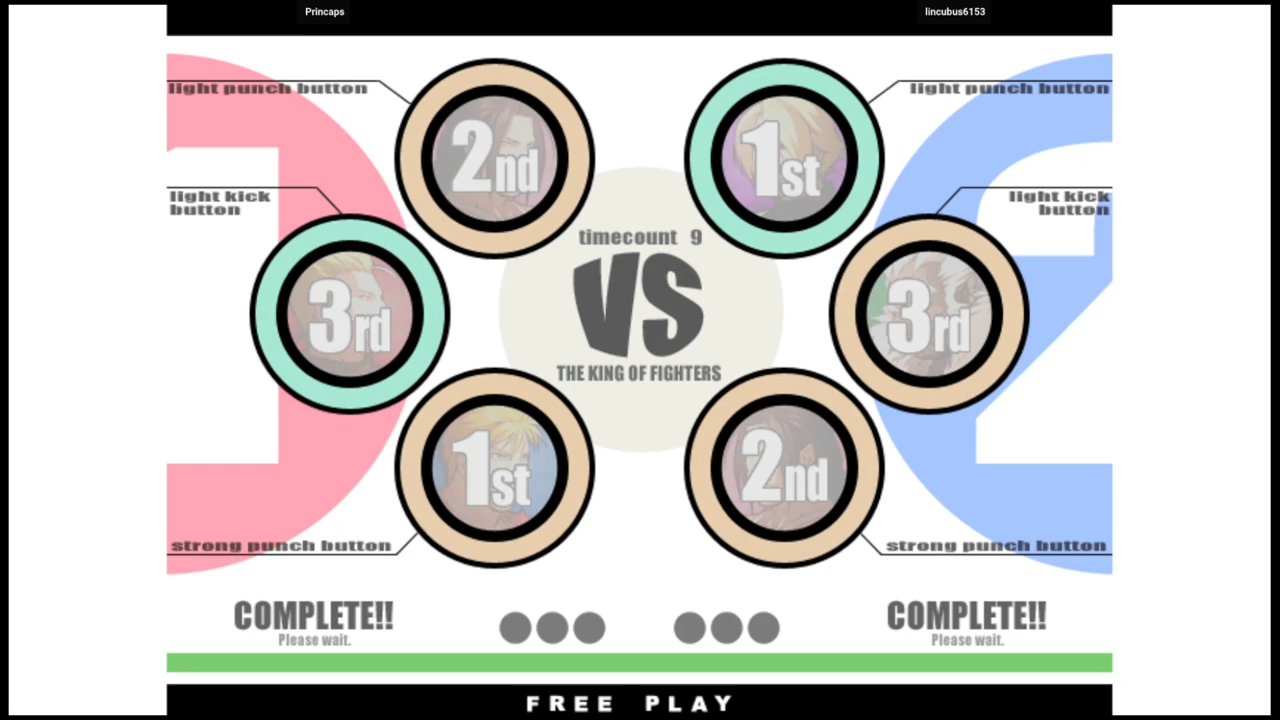 Princaps
lincubus6153
light punch button
light punch button
2nd
1st
light kick
button
light kick
button
timecount 9
VS
THE KING OF FIGHTERS
3rd
3rd
1st
2nd
strong punch button
strong punch button
COMPLETE!!
Please wait.
COMPLETE!!
Please wait.
FREE PLAY